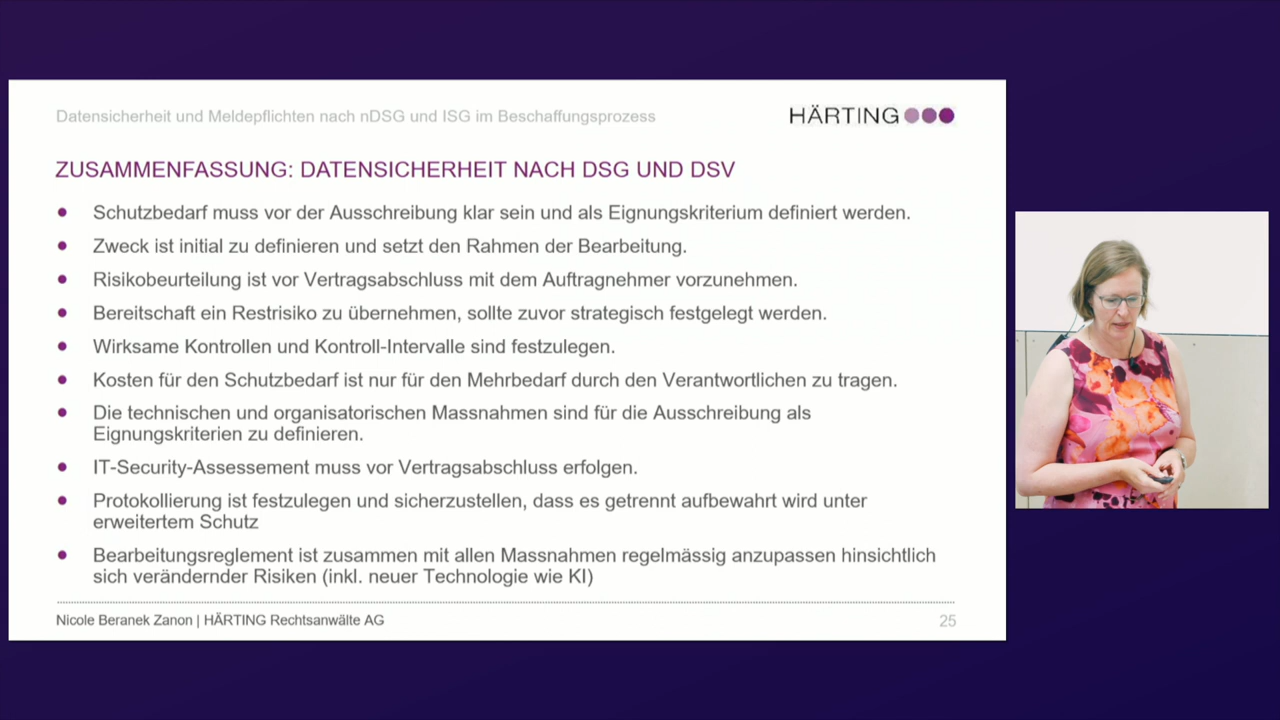 Datensicherheit und Meldepflichten nach nDSG und ISG im Beschaffungsprozess
HÄRTING
ZUSAMMENFASSUNG: DATENSICHERHEIT NACH DSG UND DSV
● Schutzbedarf muss vor der Ausschreibung klar sein und als Eignungskriterium definiert werden.
● Zweck ist initial zu definieren und setzt den Rahmen der Bearbeitung.
● Risikobeurteilung ist vor Vertragsabschluss mit dem Auftragnehmer vorzunehmen.
● Bereitschaft ein Restrisiko zu übernehmen, sollte zuvor strategisch festgelegt werden.
● Wirksame Kontrollen und Kontroll-Intervalle sind festzulegen.
● Kosten für den Schutzbedarf ist nur für den Mehrbedarf durch den Verantwortlichen zu tragen.
● Die technischen und organisatorischen Massnahmen sind für die Ausschreibung als
Eignungskriterien zu definieren.
● IT-Security-Assessement muss vor Vertragsabschluss erfolgen.
● Protokollierung ist festzulegen und sicherzustellen, dass es getrennt aufbewahrt wird unter
erweitertem Schutz
● Bearbeitungsreglement ist zusammen mit allen Massnahmen regelmässig anzupassen hinsichtlich
sich verändernder Risiken (inkl. neuer Technologie wie KI)
Nicole Beranek Zanon | HÄRTING Rechtsanwälte AG
25